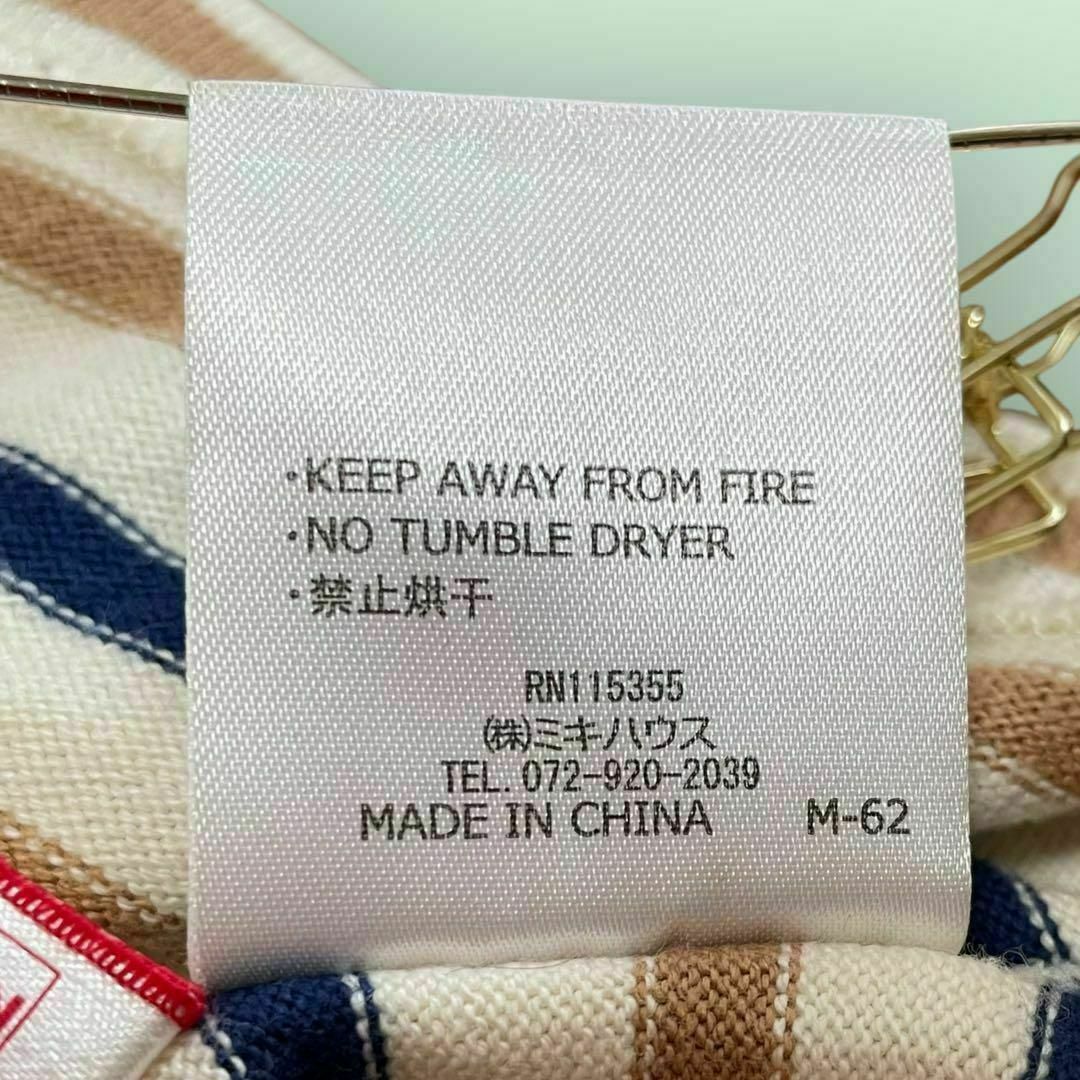 ·KEEP AWAY FROM FIRE
·NO TUMBLE DRYER
·禁止烘干
RN115355
㈱ミキハウス
TEL. 072-920-2039
MADE IN CHINA M-62